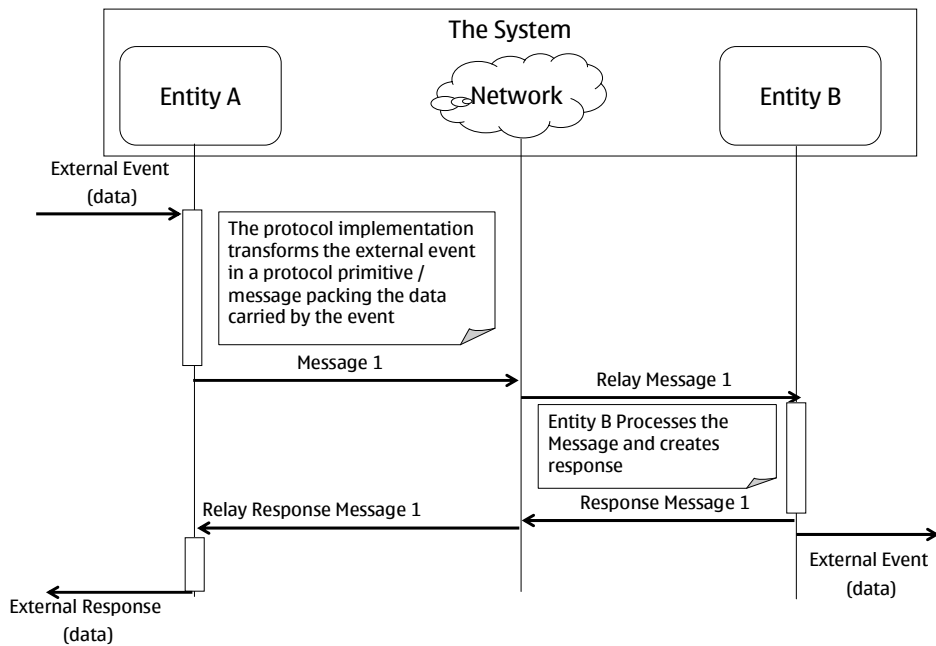 The System
Entity A
Network
Entity B
External Event
(data)
The protocol implementation
transforms the external event
in a protocol primitive /
message packing the data
carried by the event
Message 1
Relay Message 1
Entity B Processes the
Message and creates
response
Response Message 1
Relay Response Message 1
External Event
(data)
External Response
(data)